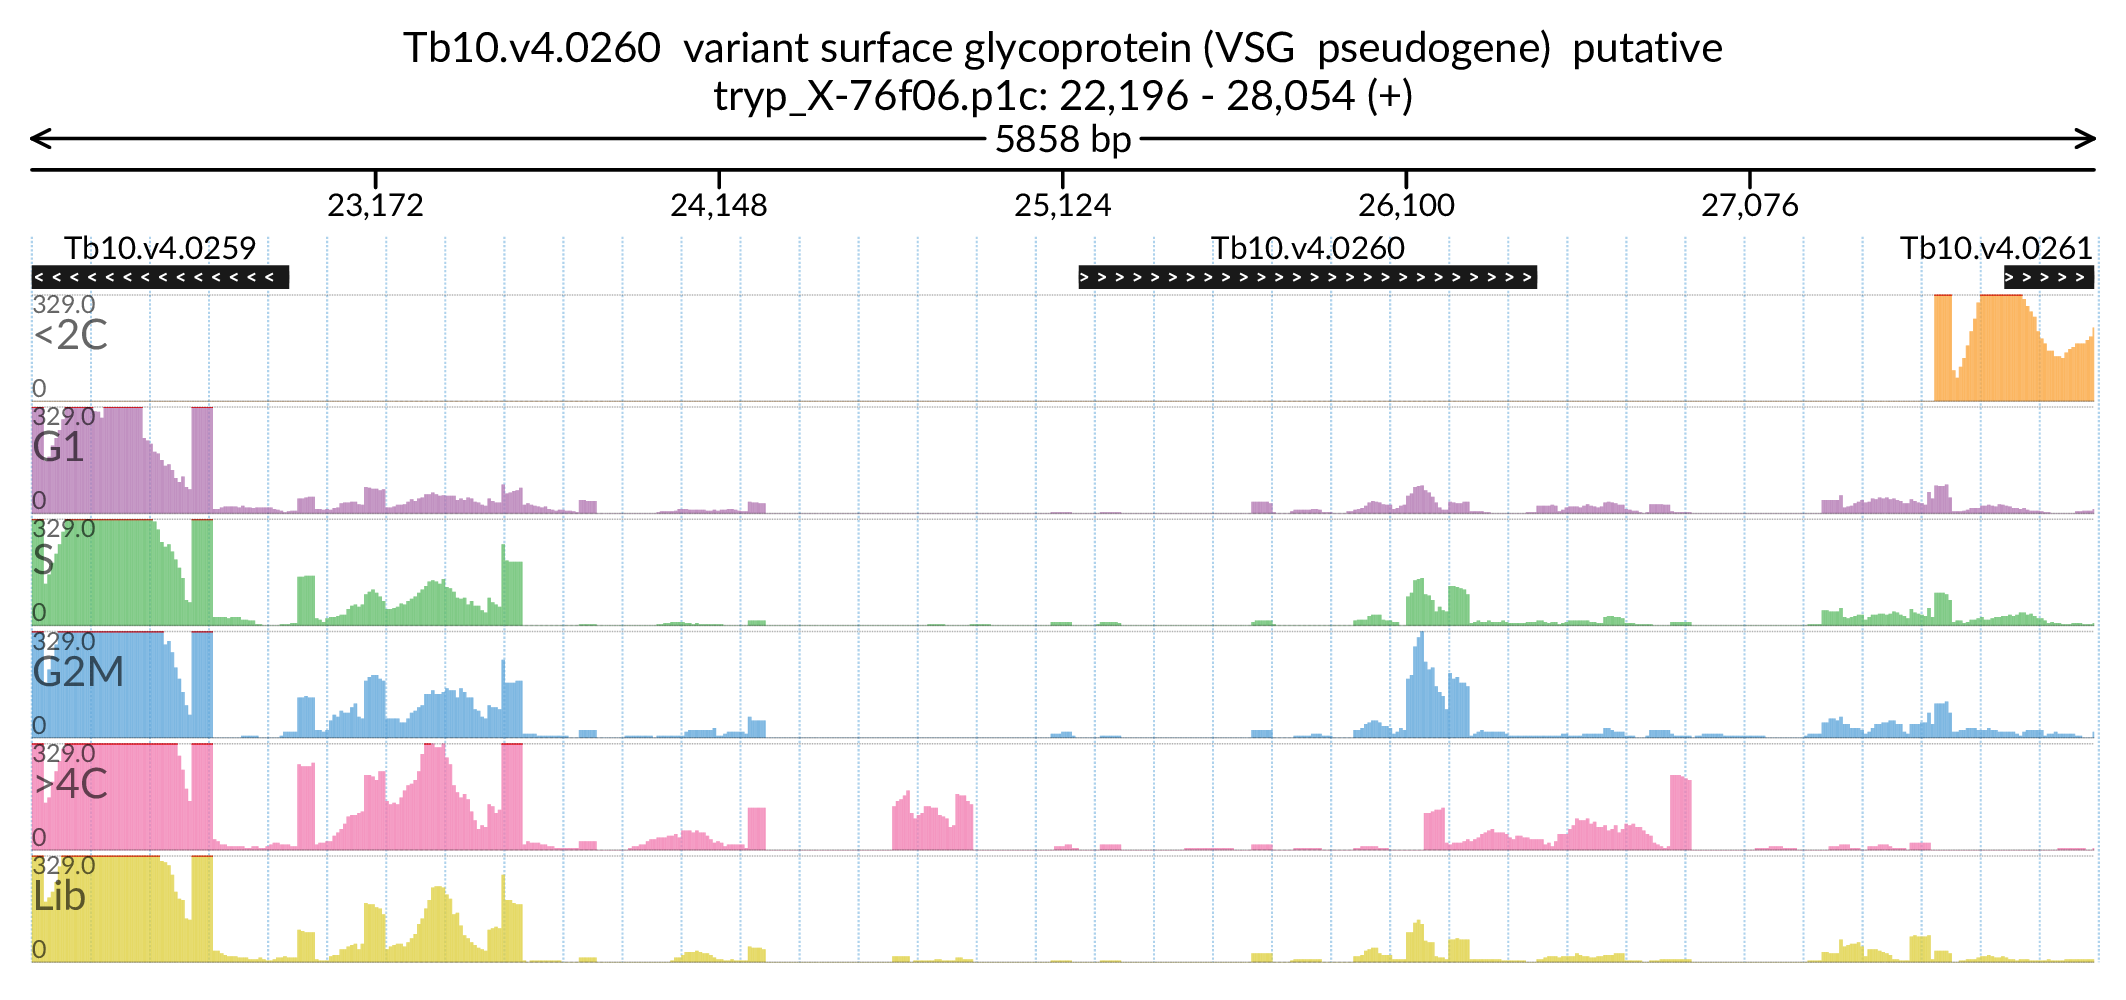 Tb10.v4.0260  variant surface glycoprotein (VSG  pseudogene)  putative
tryp_X-76f06.p1c: 22,196 - 28,054 (+)
5858 bp
23,172 24,148 25,124 26,100 27,076
Tb10.v4.0259 Tb10.v4.0260 Tb10.v4.0261
329.0
<2C
0
329.0
G1
0
329.0
S
0
329.0
G2M
0
329.0
>4C
0
329.0
Lib
0